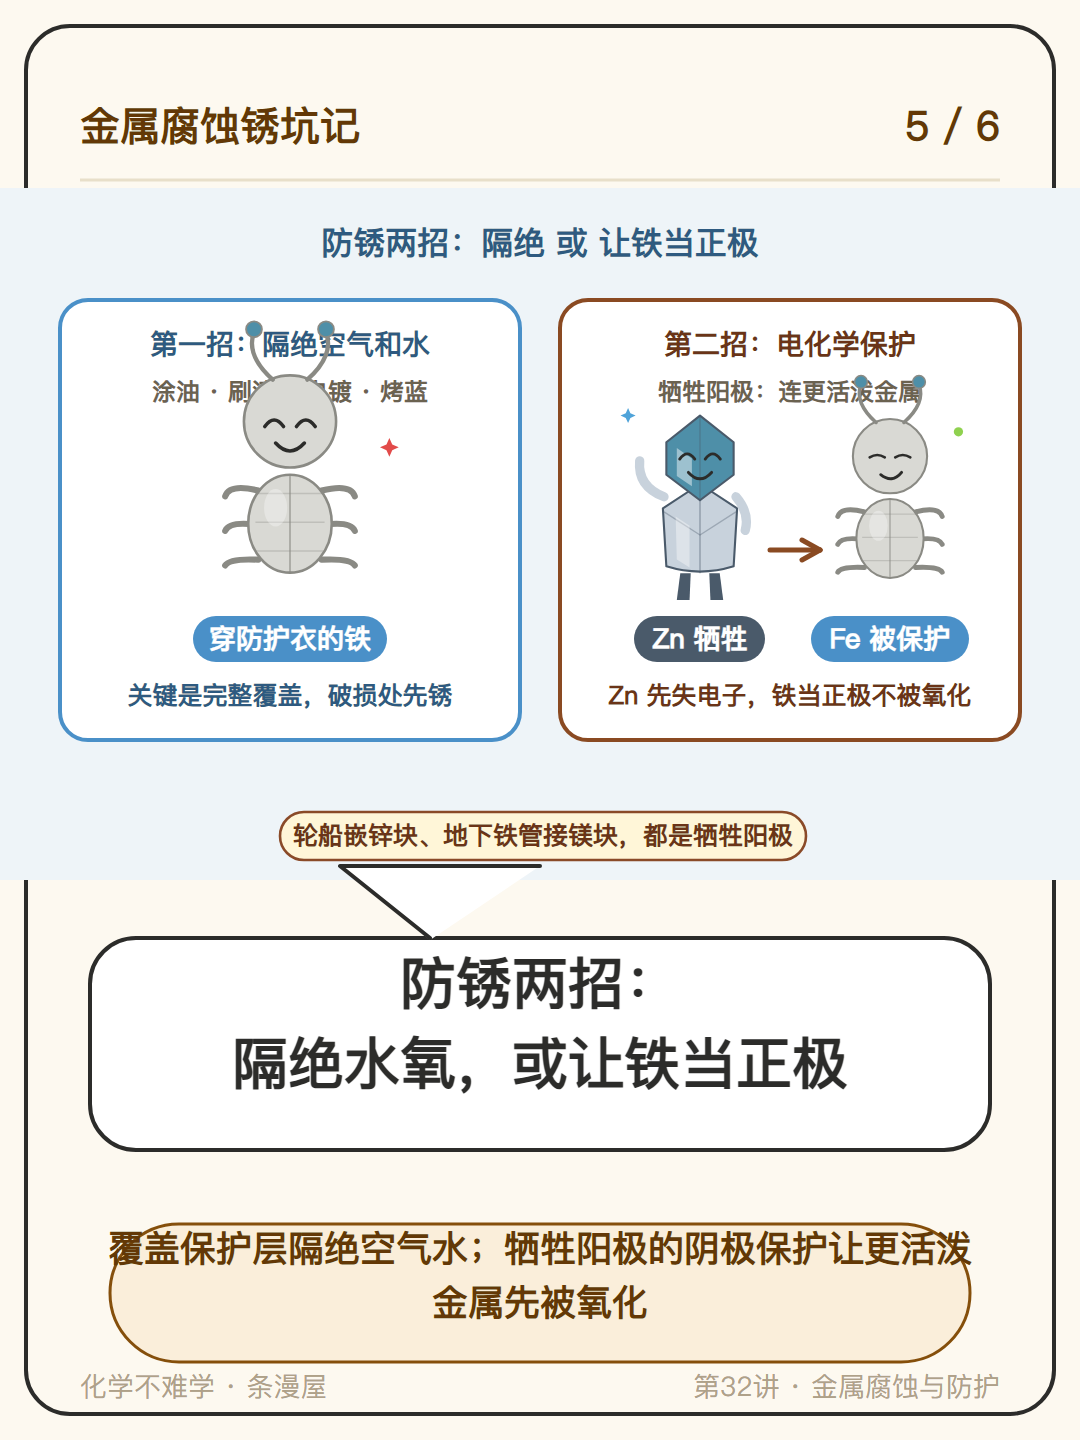 金属腐蚀锈坑记
5 / 6
防锈两招：隔绝 或 让铁当正极
第一招：隔绝空气和水
涂油 · 刷 镀 · 烤蓝
第二招：电化学保护
牺牲阳极：连更活泼金属
Zn 牺牲
Fe 被保护
穿防护衣的铁
关键是完整覆盖，破损处先锈
Zn 先失电子，铁当正极不被氧化
轮船嵌锌块、地下铁管接镁块，都是牺牲阳极
防锈两招：
隔绝水氧，或让铁当正极
覆盖保护层隔绝空气水；牺牲阳极的阴极保护让更活泼
金属先被氧化
化学不难学 · 条漫屋
第32讲 · 金属腐蚀与防护